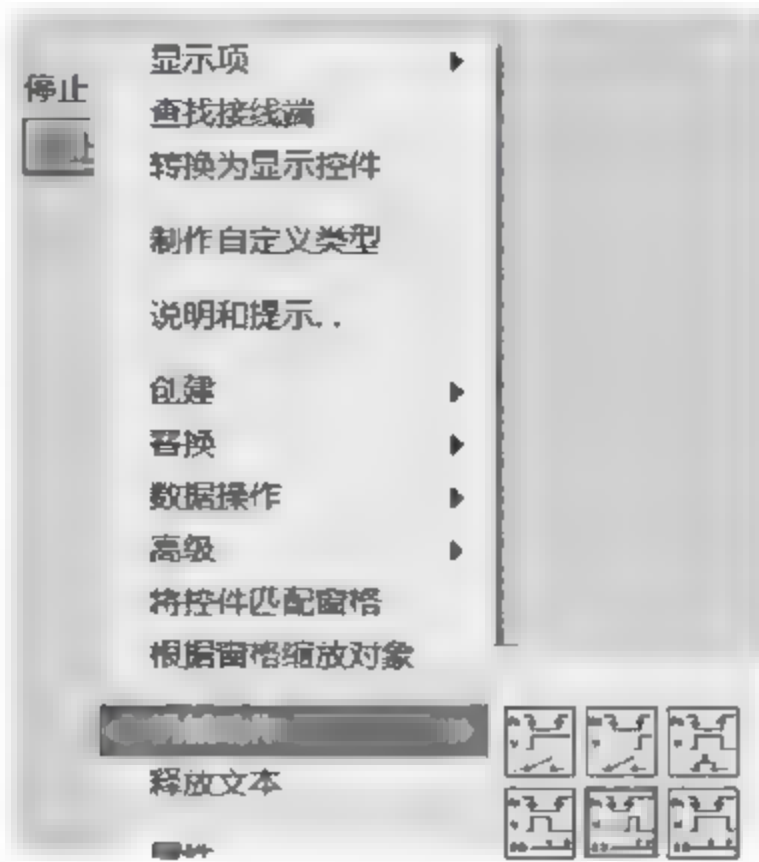 停止
显示项
查找接线端
转换为显示控件
制作自定义类型
说明和提示..
创建
替换
数据操作
高级
将控件匹配窗格
根据窗格缩放对象
释放文本